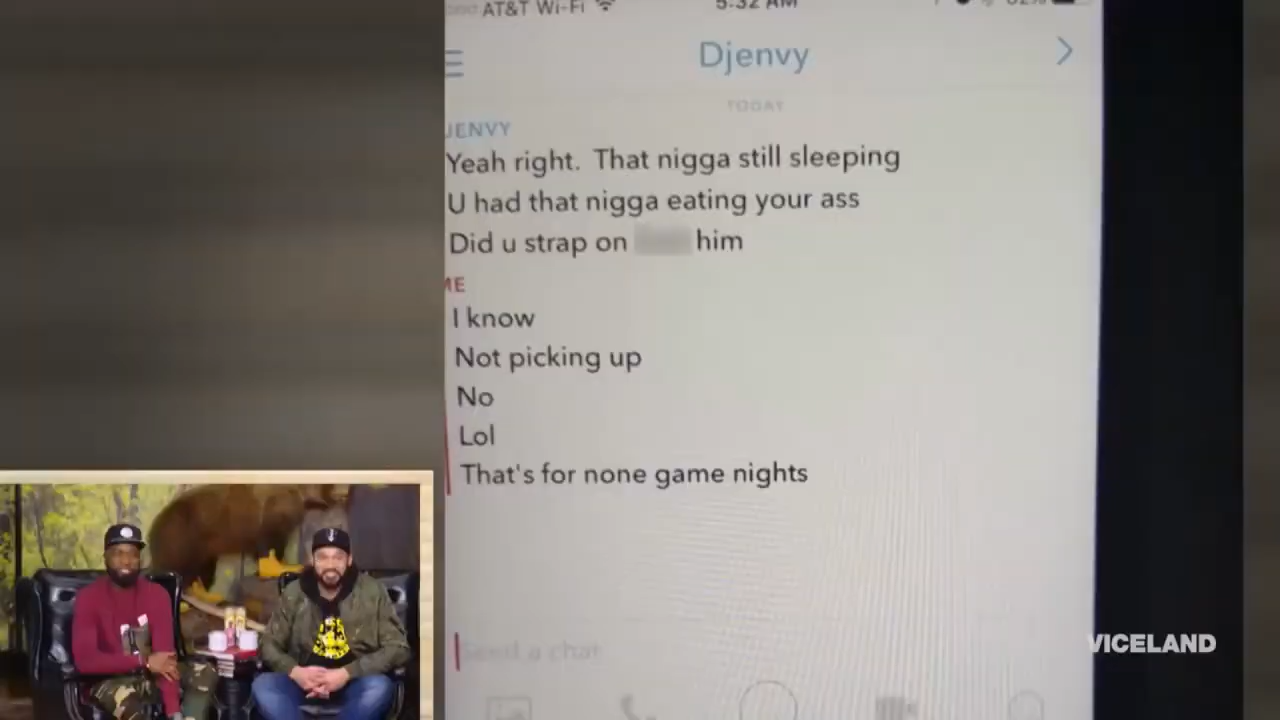 AT&T Wi-Fi
5:32 AM
Djenvy
TODAY
JENVY
Yeah right. That nigga still sleeping
U had that nigga eating your ass
Did u strap on him
ME
I know
Not picking up
No
Lol
That's for none game nights
Send a chat
VICELAND